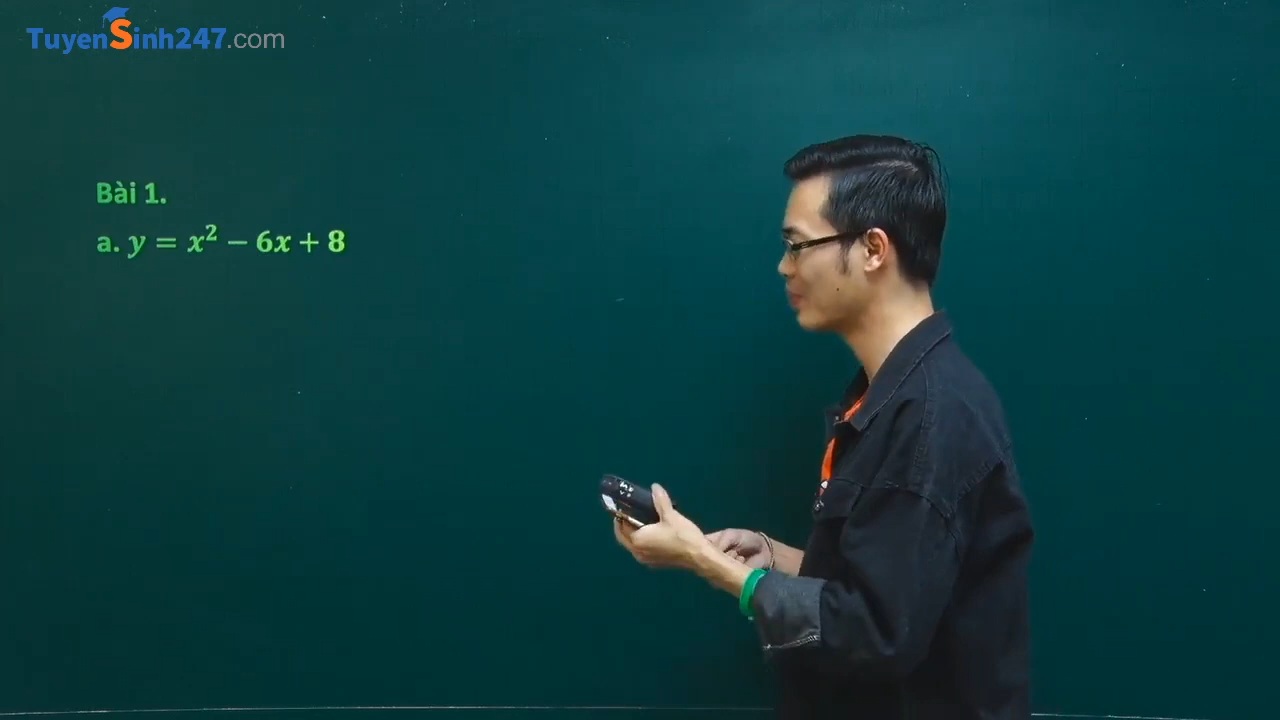 TuyenSinh247.com
Bài 1.
a. y = x² − 6x + 8